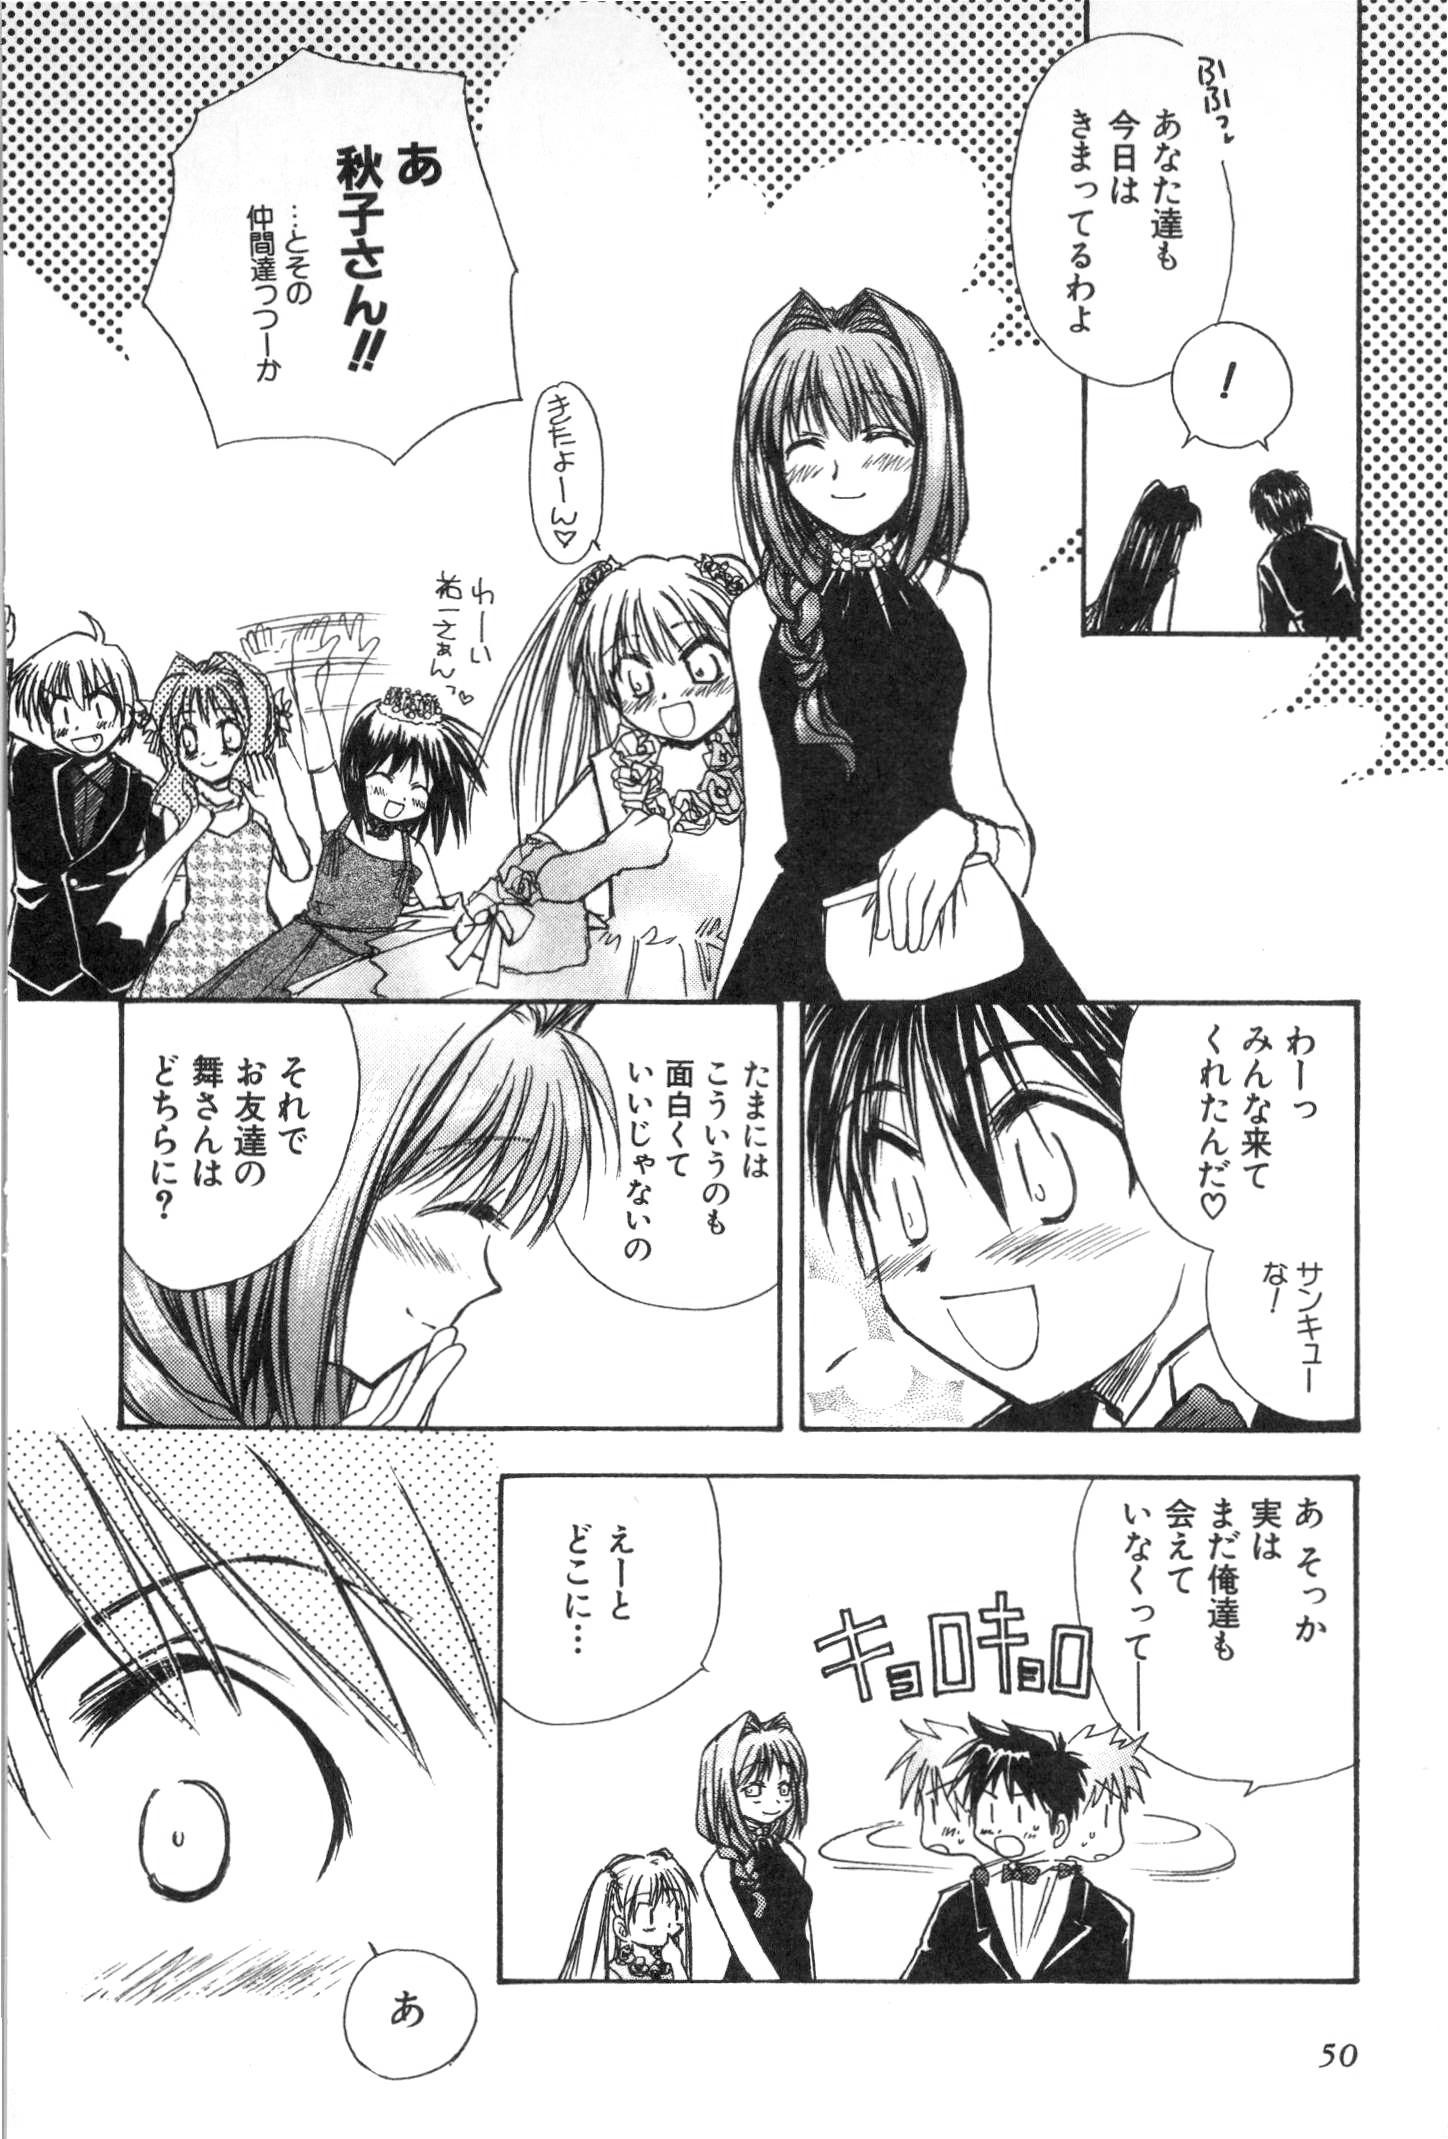 ふふっ
あなた達も
今日は
きまってるわよ
！
あ
秋子さん!!
…とその
仲間達っつーか
きたよーん♡
わーい
祐一さぁんっ♡
わーっ
みんな来て
くれたんだ♡
サンキュー
な！
たまには
こういうのも
面白くて
いいじゃないの
それで
お友達の
舞さんは
どちらに？
あ そっか
実は
まだ俺達も
会えて
いなくって――
キョロキョロ
えーと
どこに…
あ
50